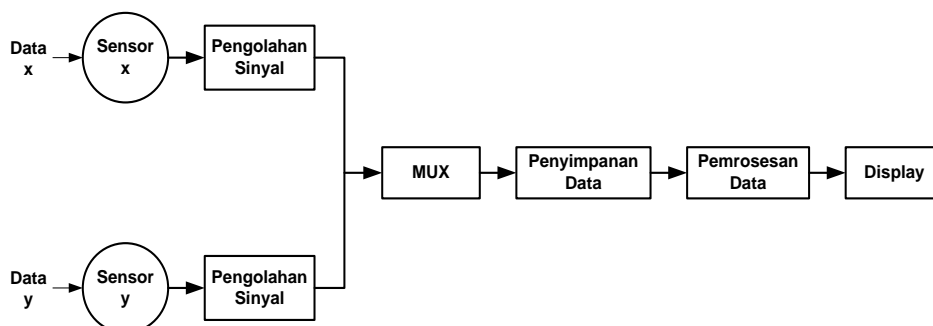 Data
x
Sensor
x
Pengolahan
Sinyal
MUX
Penyimpanan
Data
Pemrosesan
Data
Display
Data
y
Sensor
y
Pengolahan
Sinyal